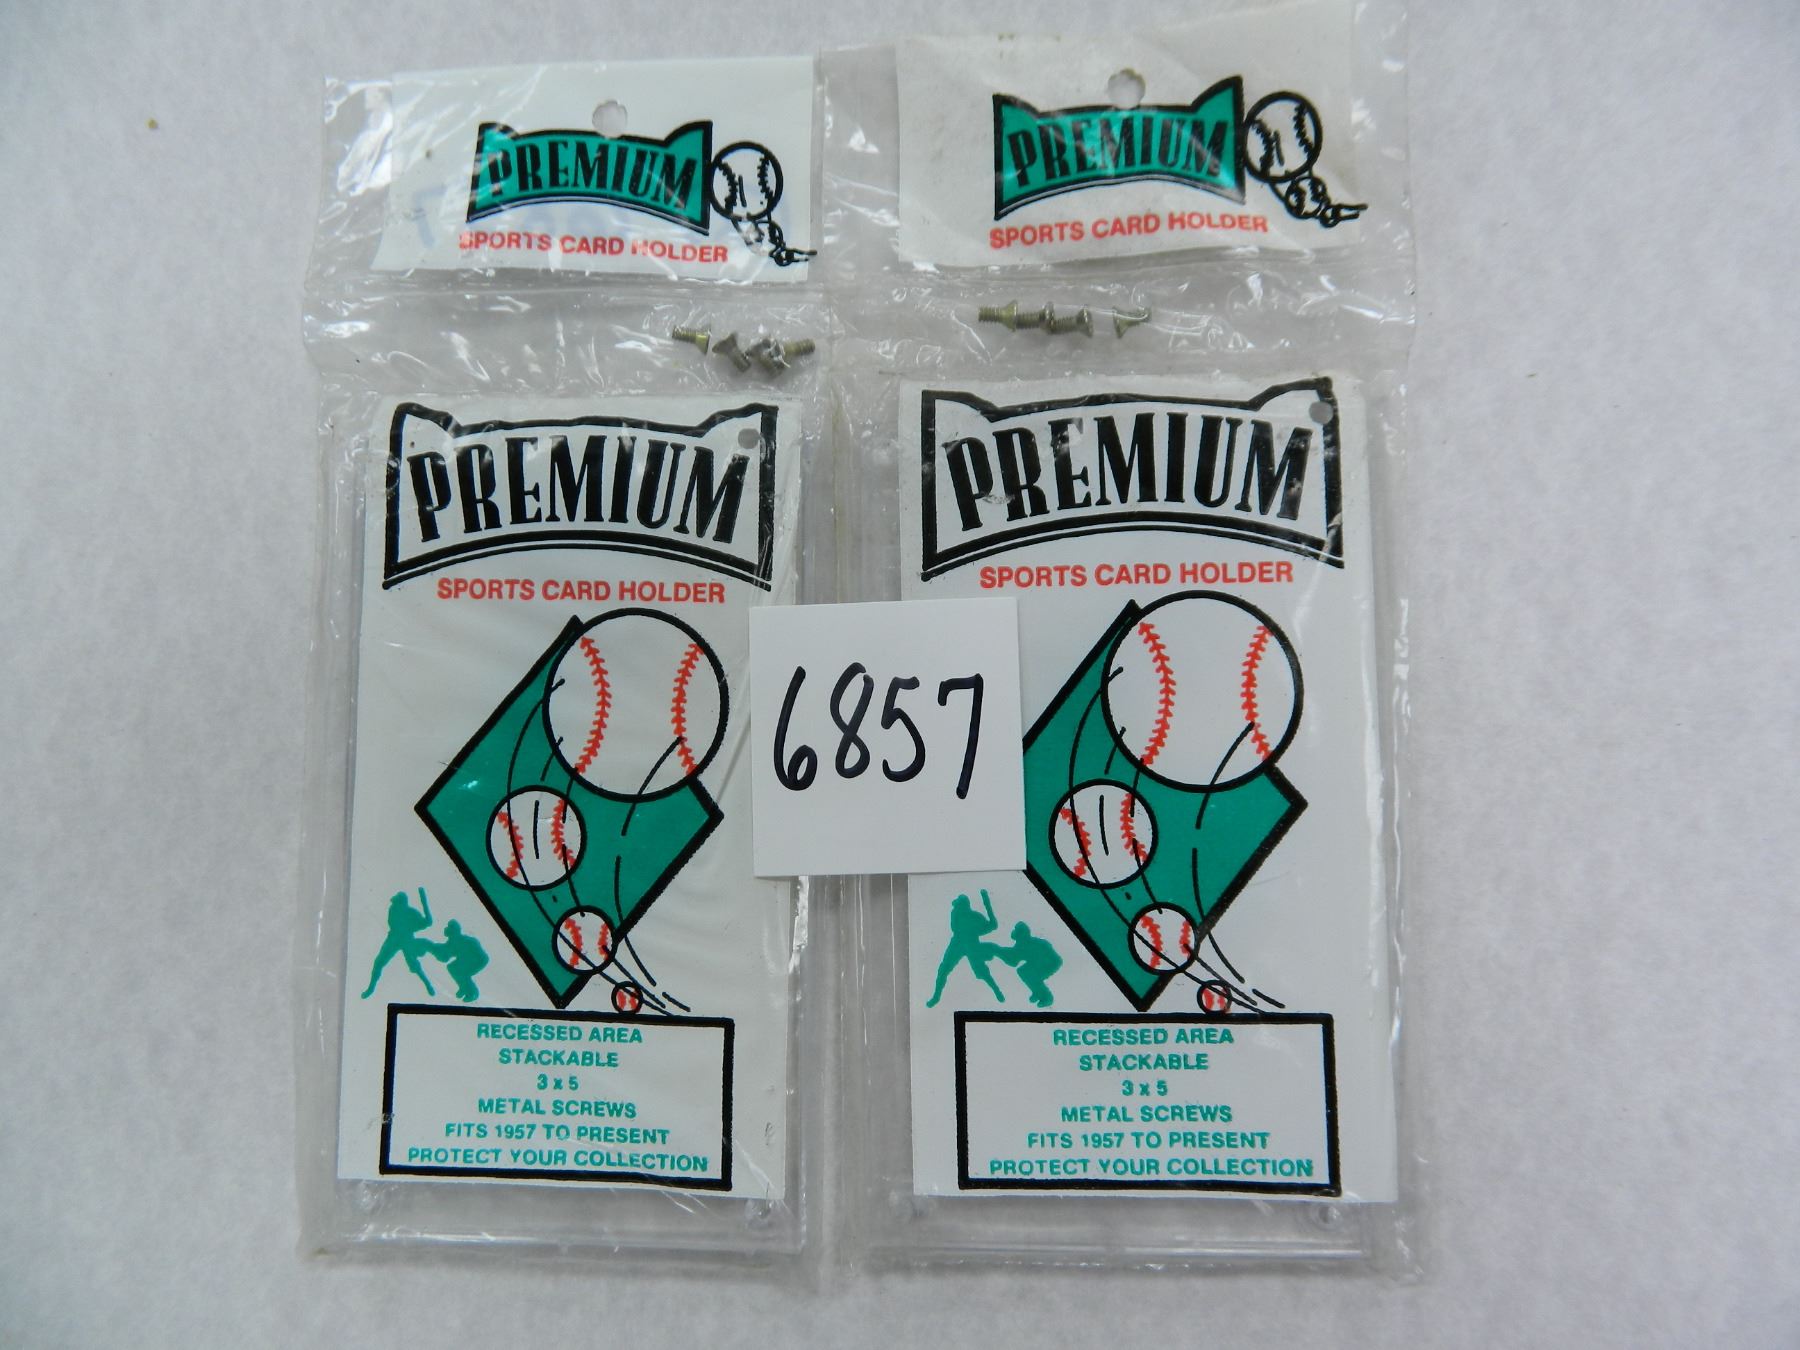 PREMIUM
SPORTS CARD HOLDER
PREMIUM
SPORTS CARD HOLDER
PREMIUM
SPORTS CARD HOLDER
RECESSED AREA
STACKABLE
3 x 5
METAL SCREWS
FITS 1957 TO PRESENT
PROTECT YOUR COLLECTION
6857
PREMIUM
SPORTS CARD HOLDER
RECESSED AREA
STACKABLE
3 x 5
METAL SCREWS
FITS 1957 TO PRESENT
PROTECT YOUR COLLECTION